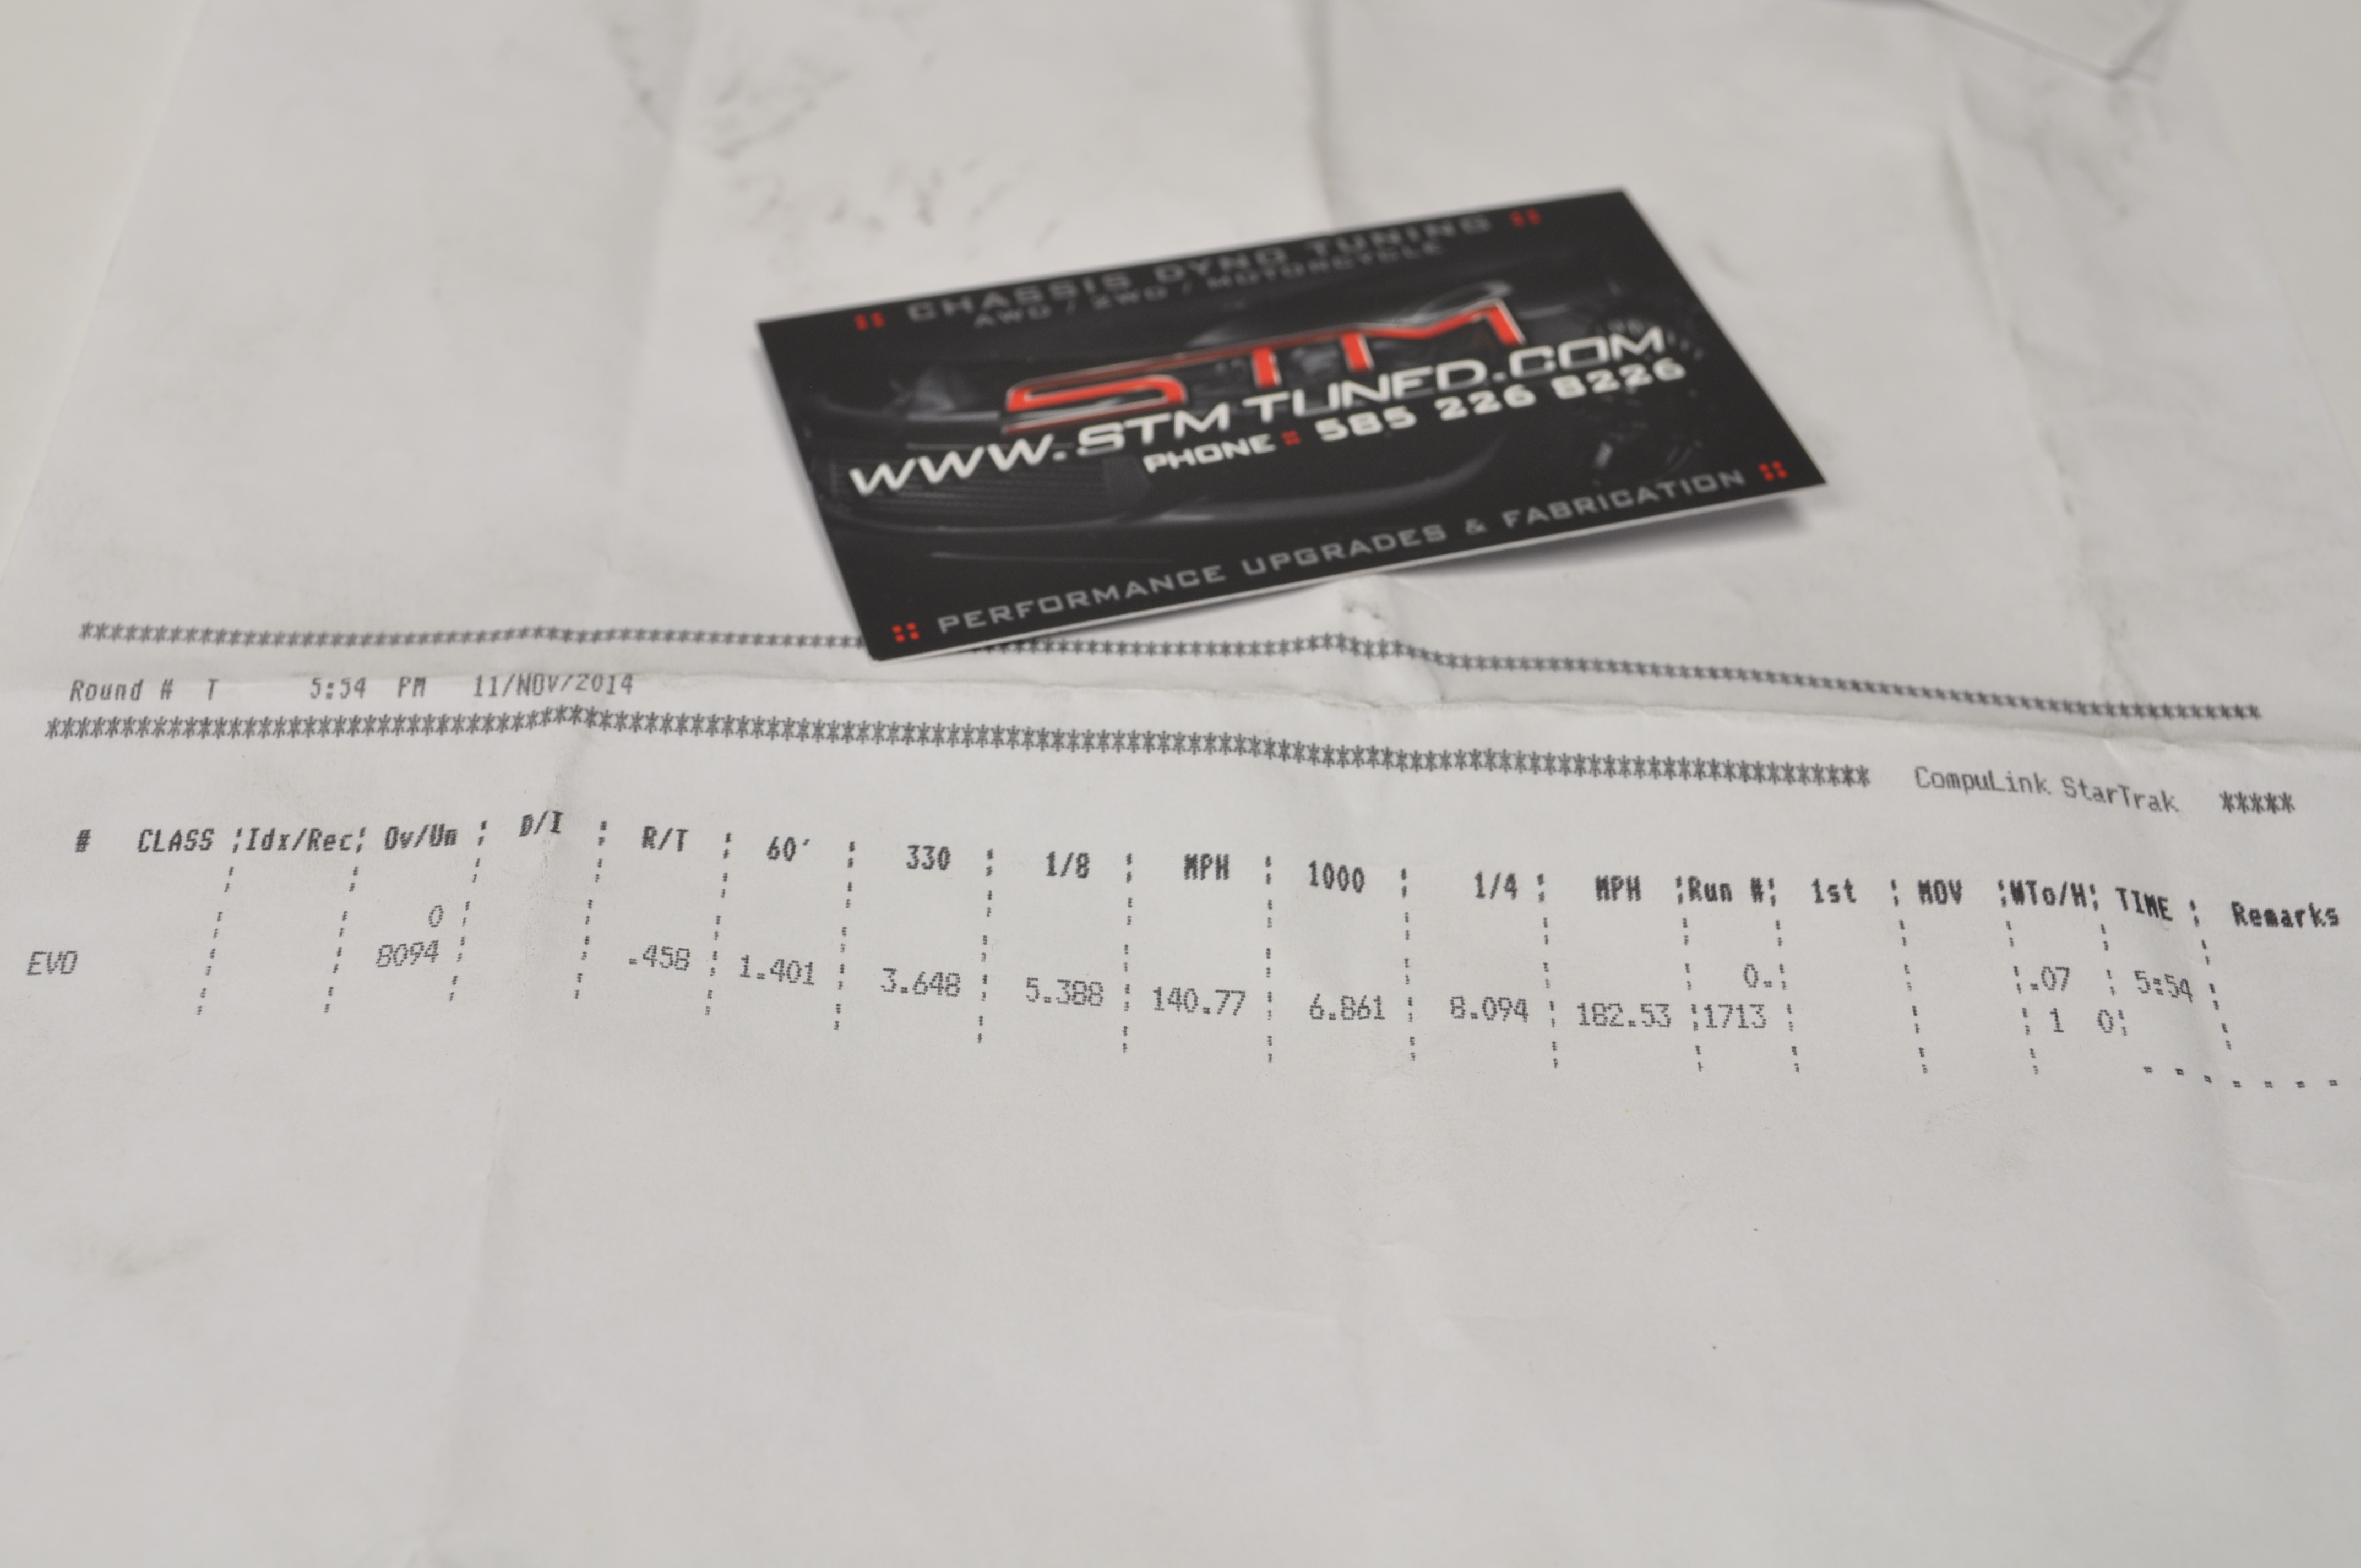 :: CHASSIS DYNO TUNING ::
AWD / 2WD / MOTORCYCLE
STM
WWW.STMTUNED.COM
PHONE :: 585 226 8226
:: PERFORMANCE UPGRADES & FABRICATION ::
************************************************************
Round # T 5:54 PM 11/NOV/2014
************************************************************ CompuLink StarTrak *****
# CLASS ¦Idx/Rec¦ Ov/Un ¦ D/I ¦ R/T ¦ 60' ¦ 330 ¦ 1/8 ¦ MPH ¦ 1000 ¦ 1/4 ¦ MPH ¦Run #¦ 1st ¦ MOV ¦WTo/H¦ TIME ¦ Remarks
0 0.¦ ¦.07 ¦ 5:54 ¦
EVO 8094 ¦ .458 ¦ 1.401 ¦ 3.648 ¦ 5.388 ¦ 140.77 ¦ 6.861 ¦ 8.094 ¦ 182.53 ¦1713 ¦ ¦ 1 0¦
- - - - - - -